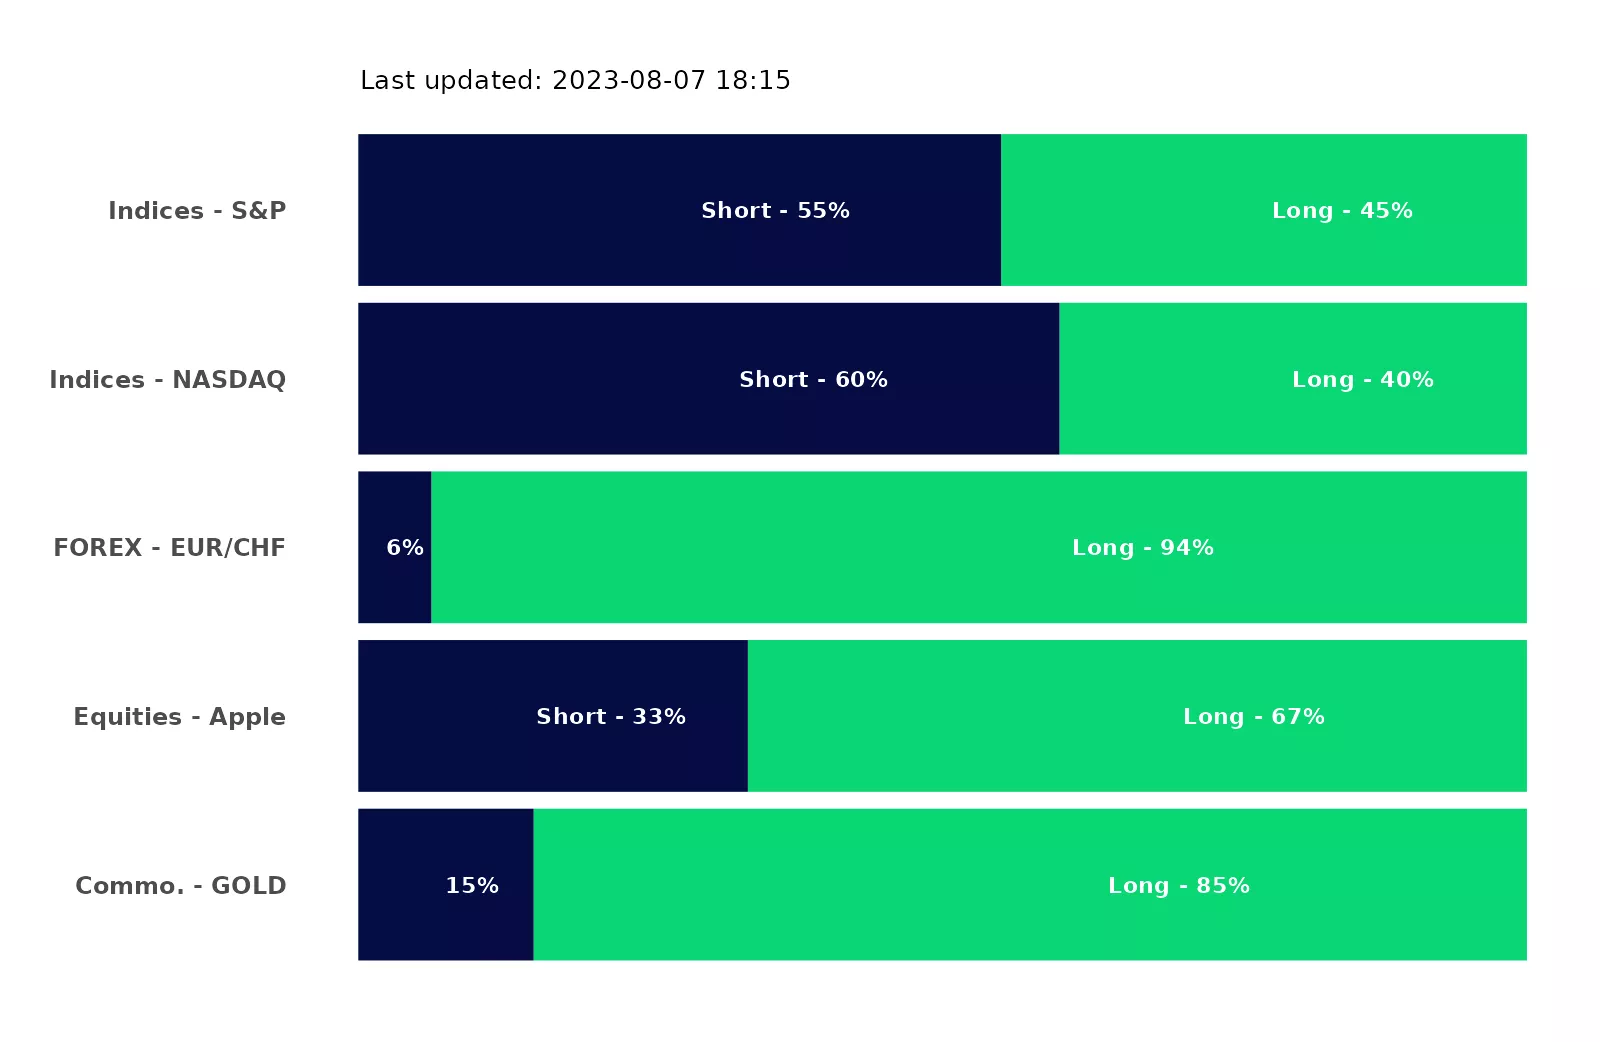 Last updated: 2023-08-07 18:15
Indices - S&P Short - 55% Long - 45%
Indices - NASDAQ Short - 60% Long - 40%
FOREX - EUR/CHF 6% Long - 94%
Equities - Apple Short - 33% Long - 67%
Commo. - GOLD 15% Long - 85%